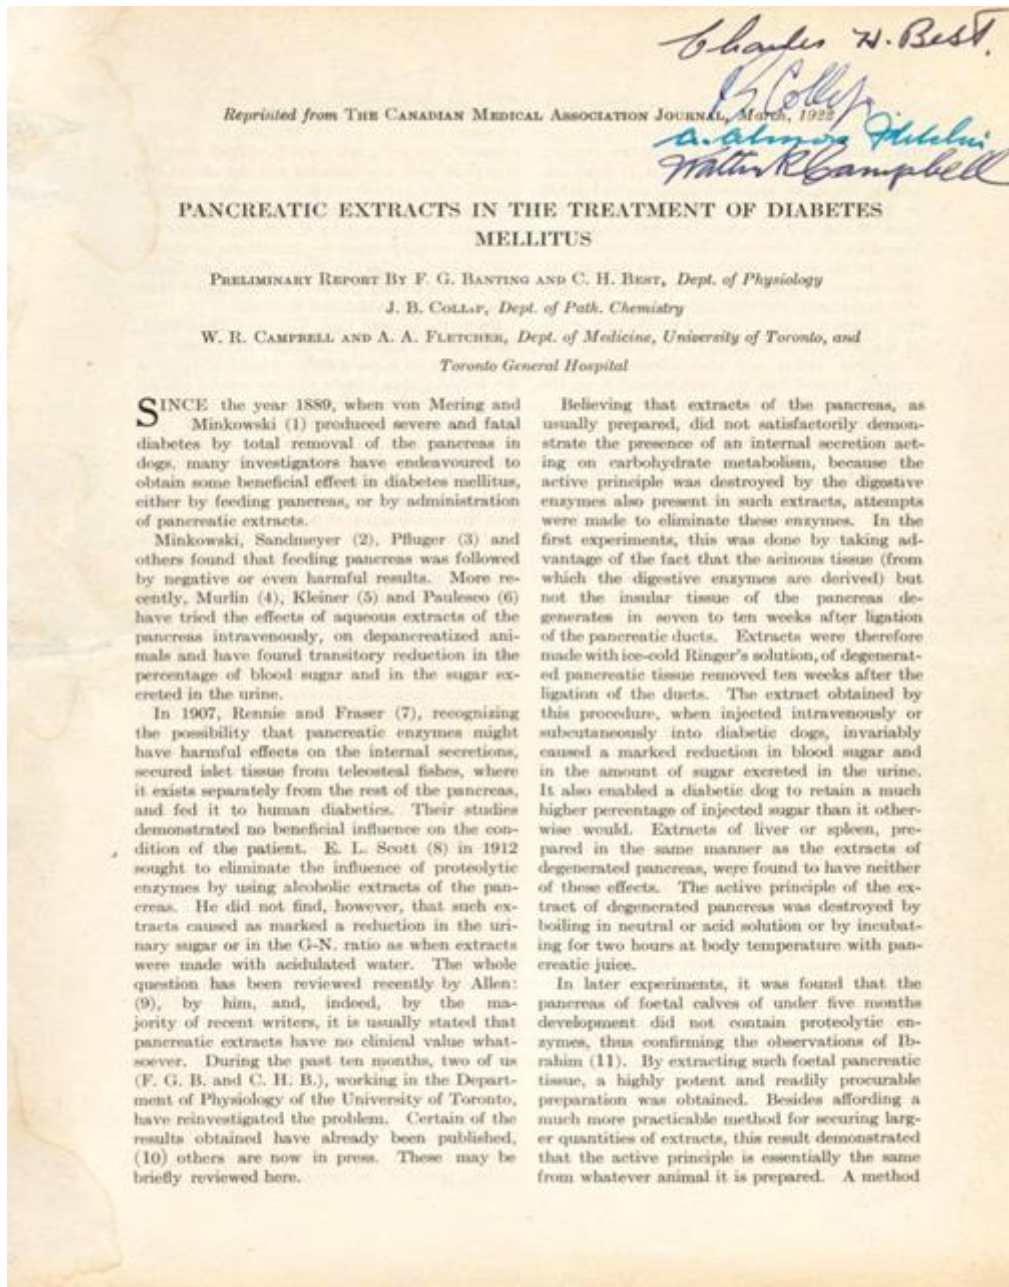 Charles H. Best.
Reprinted from THE CANADIAN MEDICAL ASSOCIATION JOURNAL, March, 1922
B Collip
A. Almon Fletcher
Walter R Campbell
PANCREATIC EXTRACTS IN THE TREATMENT OF DIABETES
MELLITUS
PRELIMINARY REPORT BY F. G. BANTING AND C. H. BEST, Dept. of Physiology
J. B. COLLIP, Dept. of Path. Chemistry
W. R. CAMPBELL AND A. A. FLETCHER, Dept. of Medicine, University of Toronto, and
Toronto General Hospital
SINCE the year 1889, when von Mering and
Minkowski (1) produced severe and fatal
diabetes by total removal of the pancreas in
dogs, many investigators have endeavoured to
obtain some beneficial effect in diabetes mellitus,
either by feeding pancreas, or by administration
of pancreatic extracts.
Minkowski, Sandmeyer (2), Pfluger (3) and
others found that feeding pancreas was followed
by negative or even harmful results. More re-
cently, Murlin (4), Kleiner (5) and Paulesco (6)
have tried the effects of aqueous extracts of the
pancreas intravenously, on depancreatized ani-
mals and have found transitory reduction in the
percentage of blood sugar and in the sugar ex-
creted in the urine.
In 1907, Rennie and Fraser (7), recognizing
the possibility that pancreatic enzymes might
have harmful effects on the internal secretions,
secured islet tissue from teleosteal fishes, where
it exists separately from the rest of the pancreas,
and fed it to human diabetics. Their studies
demonstrated no beneficial influence on the con-
dition of the patient. E. L. Scott (8) in 1912
sought to eliminate the influence of proteolytic
enzymes by using alcoholic extracts of the pan-
creas. He did not find, however, that such ex-
tracts caused as marked a reduction in the uri-
nary sugar or in the G-N. ratio as when extracts
were made with acidulated water. The whole
question has been reviewed recently by Allen:
(9), by him, and, indeed, by the ma-
jority of recent writers, it is usually stated that
pancreatic extracts have no clinical value what-
soever. During the past ten months, two of us
(F. G. B. and C. H. B.), working in the Depart-
ment of Physiology of the University of Toronto,
have reinvestigated the problem. Certain of the
results obtained have already been published,
(10) others are now in press. These may be
briefly reviewed here.
Believing that extracts of the pancreas, as
usually prepared, did not satisfactorily demon-
strate the presence of an internal secretion act-
ing on carbohydrate metabolism, because the
active principle was destroyed by the digestive
enzymes also present in such extracts, attempts
were made to eliminate these enzymes. In the
first experiments, this was done by taking ad-
vantage of the fact that the acinous tissue (from
which the digestive enzymes are derived) but
not the insular tissue of the pancreas de-
generates in seven to ten weeks after ligation
of the pancreatic ducts. Extracts were therefore
made with ice-cold Ringer's solution, of degenerat-
ed pancreatic tissue removed ten weeks after the
ligation of the ducts. The extract obtained by
this procedure, when injected intravenously or
subcutaneously into diabetic dogs, invariably
caused a marked reduction in blood sugar and
in the amount of sugar excreted in the urine.
It also enabled a diabetic dog to retain a much
higher percentage of injected sugar than it other-
wise would. Extracts of liver or spleen, pre-
pared in the same manner as the extracts of
degenerated pancreas, were found to have neither
of these effects. The active principle of the ex-
tract of degenerated pancreas was destroyed by
boiling in neutral or acid solution or by incubat-
ing for two hours at body temperature with pan-
creatic juice.
In later experiments, it was found that the
pancreas of foetal calves of under five months
development did not contain proteolytic en-
zymes, thus confirming the observations of Ib-
rahim (11). By extracting such foetal pancreatic
tissue, a highly potent and readily procurable
preparation was obtained. Besides affording a
much more practicable method for securing larg-
er quantities of extracts, this result demonstrated
that the active principle is essentially the same
from whatever animal it is prepared. A method